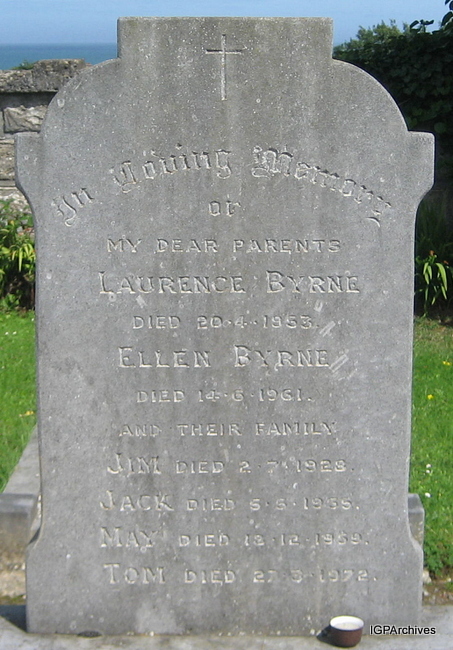 In Loving Memory
OF
MY DEAR PARENTS
LAURENCE BYRNE
DIED 20·4·1953.
ELLEN BYRNE
DIED 14·6·1961.
AND THEIR FAMILY.
JIM DIED 2·7·1928.
JACK DIED 5·5·1935.
MAY DIED 12·12·1959.
TOM DIED 27·3·1972.
IGPArchives